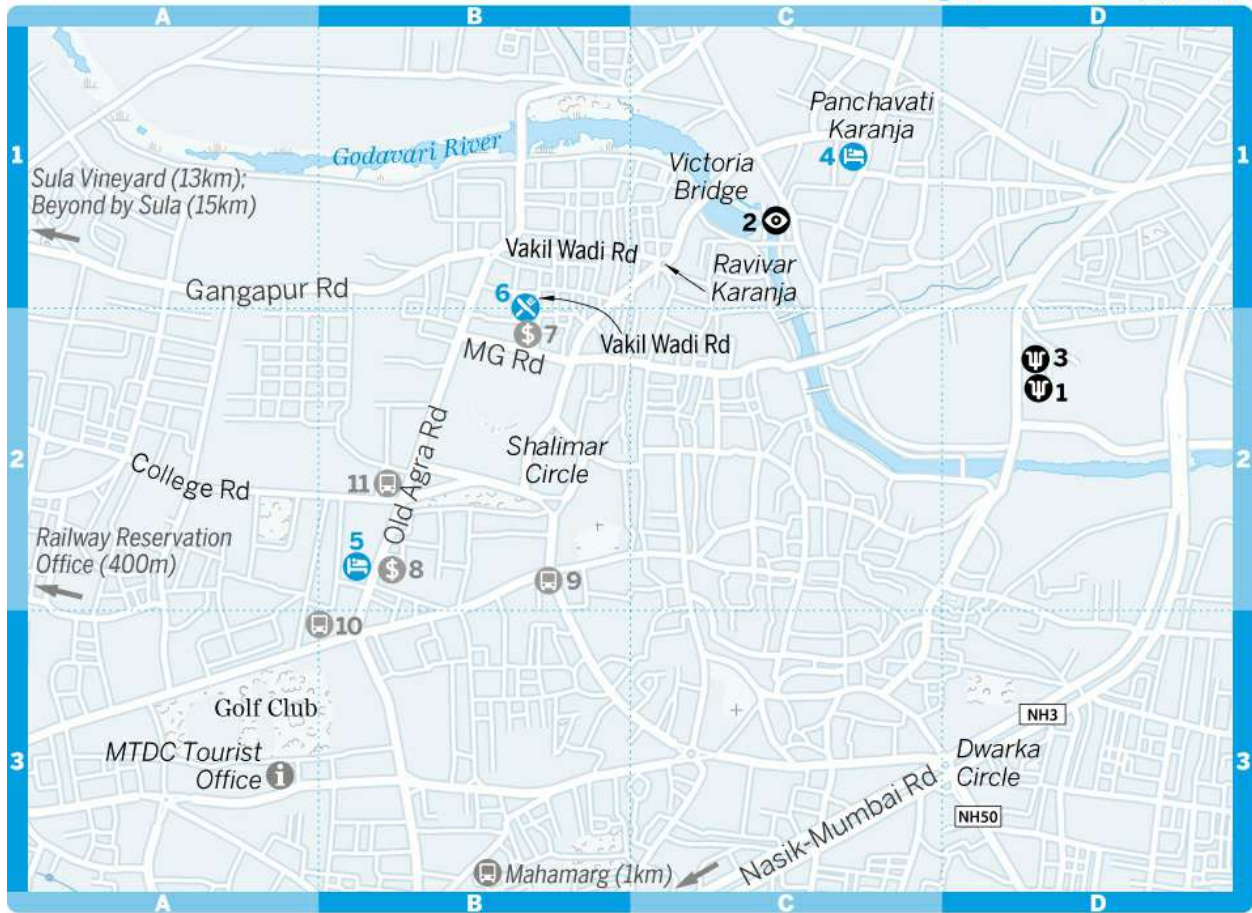 A
B
C
D
1
1
Panchavati
Karanja
4
Godavari River
Victoria
Bridge
Sula Vineyard (13km);
Beyond by Sula (15km)
2
Vakil Wadi Rd
Ravivar
Karanja
Gangapur Rd
6
7
Vakil Wadi Rd
MG Rd
3
1
2
2
Shalimar
Circle
College Rd
11
Old Agra Rd
Railway Reservation
Office (400m)
5
8
9
10
Golf Club
NH3
MTDC Tourist
Office
3
3
Dwarka
Circle
Nasik-Mumbai Rd
NH50
Mahamarg (1km)
A
B
C
D